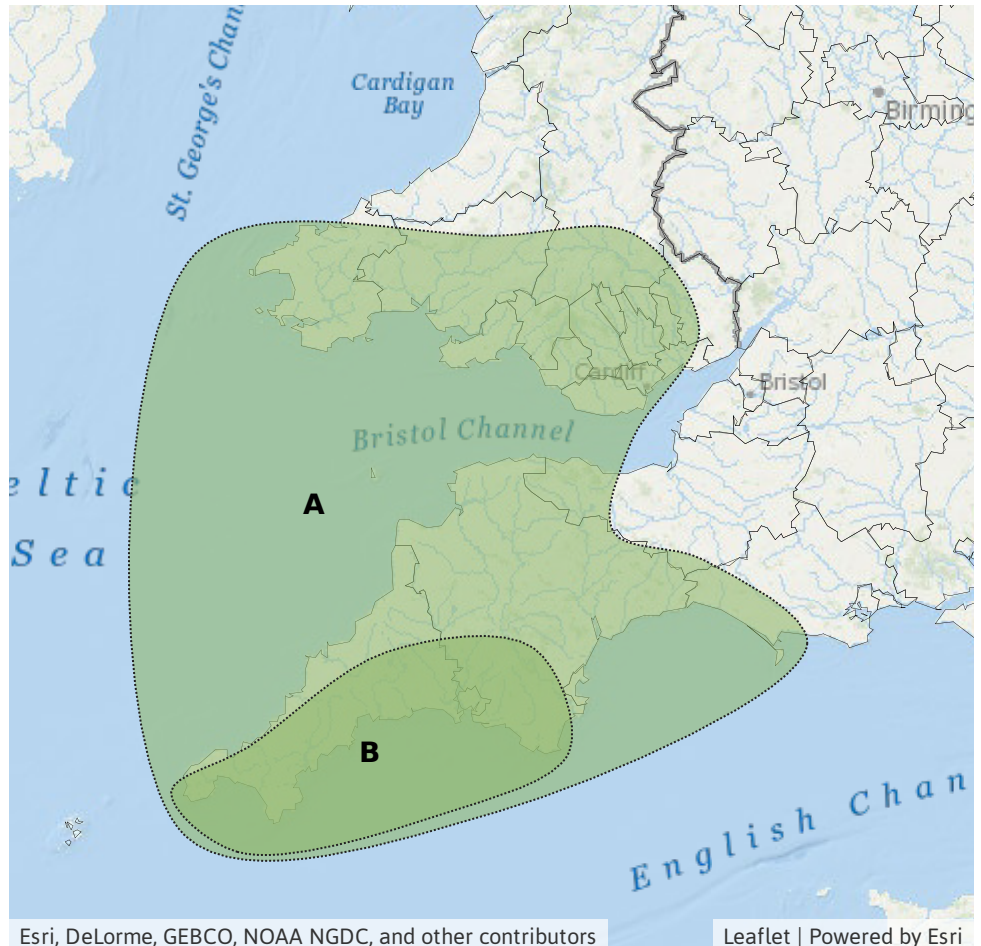 St. George's Chan
Cardigan
Bay
Birming
Cardiff
Bristol
Bristol Channel
eltic
Sea
A
B
English Chan
Esri, DeLorme, GEBCO, NOAA NGDC, and other contributors
Leaflet | Powered by Esri